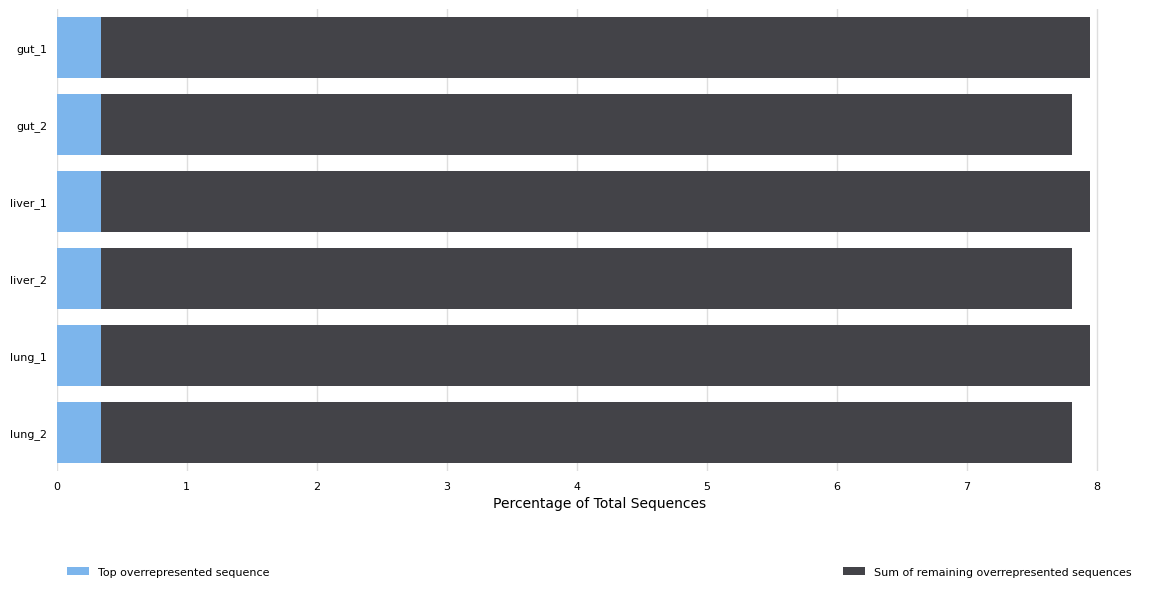 gut_1
gut_2
liver_1
liver_2
lung_1
lung_2
0 1 2 3 4 5 6 7 8
Percentage of Total Sequences
Top overrepresented sequence Sum of remaining overrepresented sequences